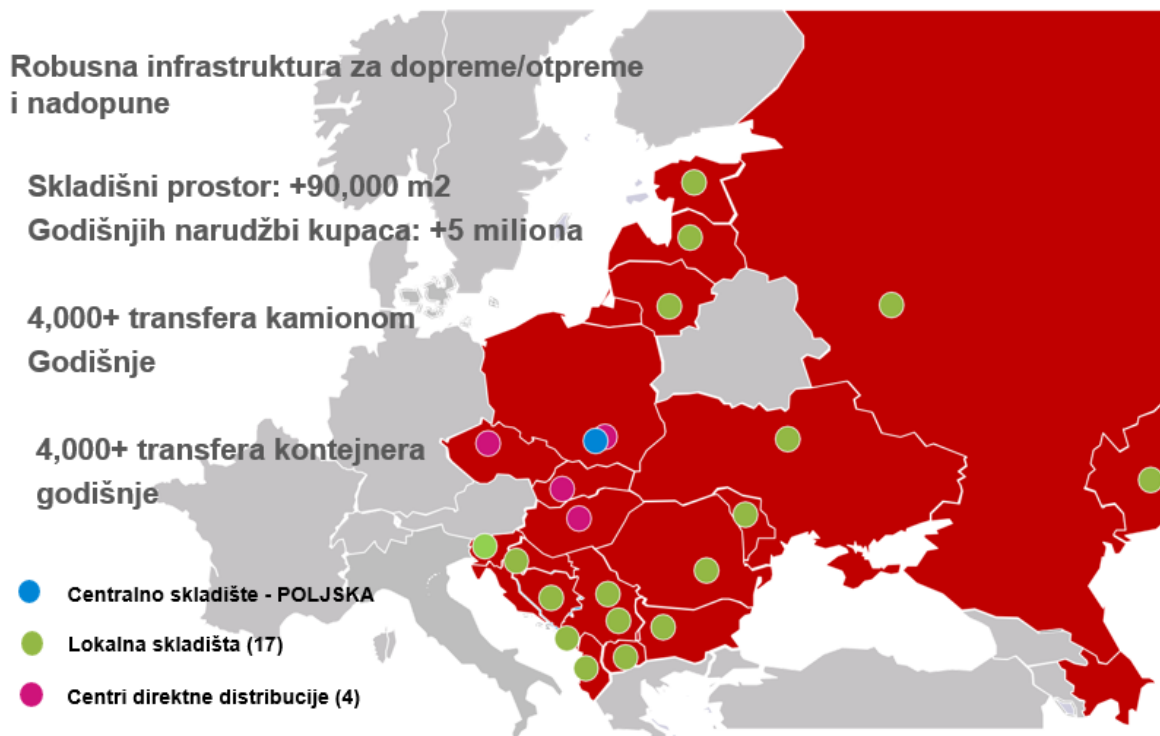 Robusna infrastruktura za dopreme/otpreme
i nadopune
Skladišni prostor: +90,000 m2
Godišnjih narudžbi kupaca: +5 miliona
4,000+ transfera kamionom
Godišnje
4,000+ transfera kontejnera
godišnje
Centralno skladište - POLJSKA
Lokalna skladišta (17)
Centri direktne distribucije (4)